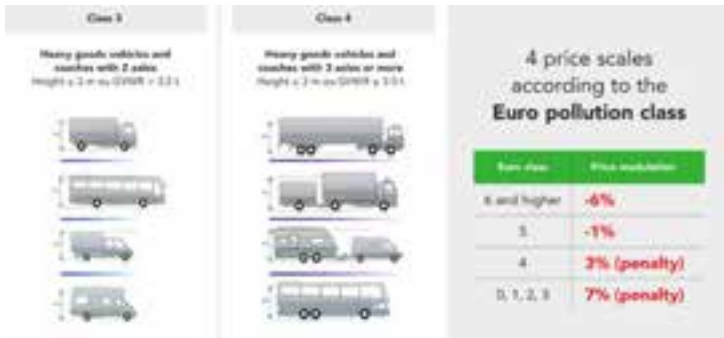 Class 3
Heavy goods vehicles and
coaches with 2 axles
Class 4
Heavy goods vehicles and
coaches with 3 axles or more
4 price scales
according to the
Euro pollution class
Euro class Price modulation
6 and higher -6%
5 -1%
4 3% (penalty)
0, 1, 2, 3 7% (penalty)